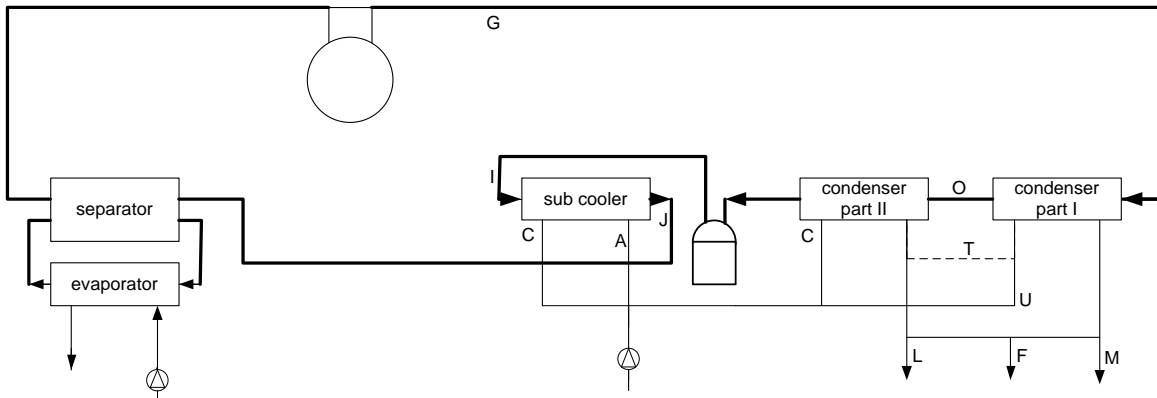 G
I
sub cooler
J
C
A
separator
evaporator
condenser
part II
O
condenser
part I
C
T
U
L
F
M